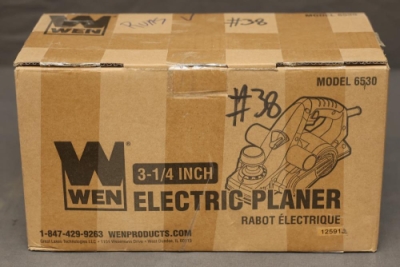 WEN
#38
MODEL 6530
#38
WEN
3-1/4 INCH
ELECTRIC PLANER
RABOT ÉLECTRIQUE
1-847-429-9263 WENPRODUCTS.COM